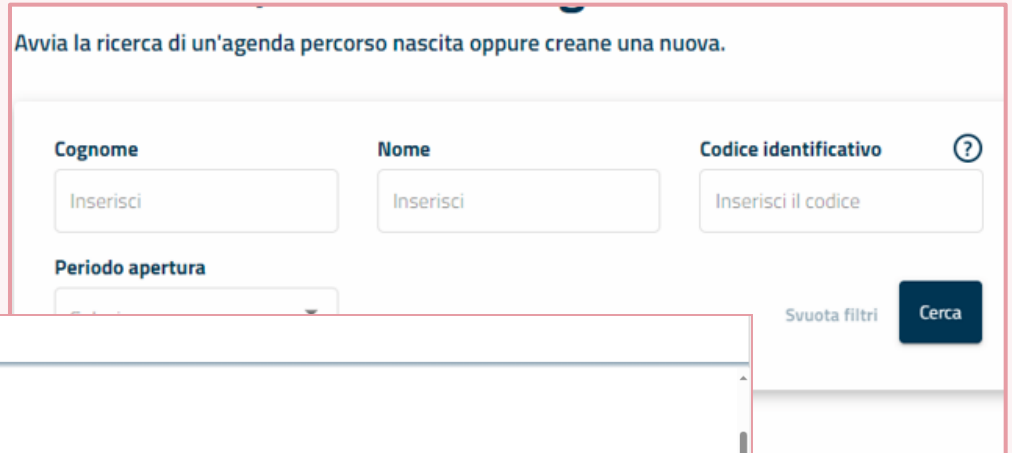 Avvia la ricerca di un'agenda percorso nascita oppure creane una nuova.
Cognome
Nome
Codice identificativo ?
Inserisci
Inserisci
Inserisci il codice
Periodo apertura
Svuota filtri
Cerca